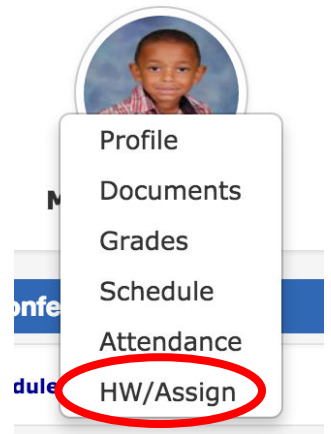 Profile
Documents
Grades
Schedule
Attendance
HW/Assign